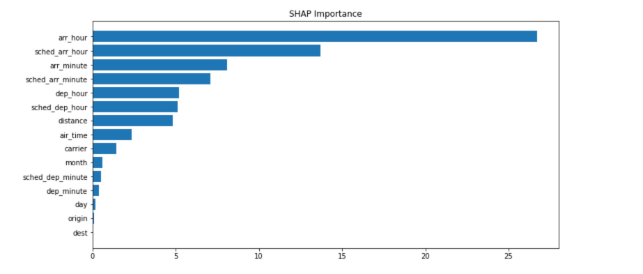 SHAP Importance
arr_hour
sched_arr_hour
arr_minute
sched_arr_minute
dep_hour
sched_dep_hour
distance
air_time
carrier
month
sched_dep_minute
dep_minute
day
origin
dest
0 5 10 15 20 25